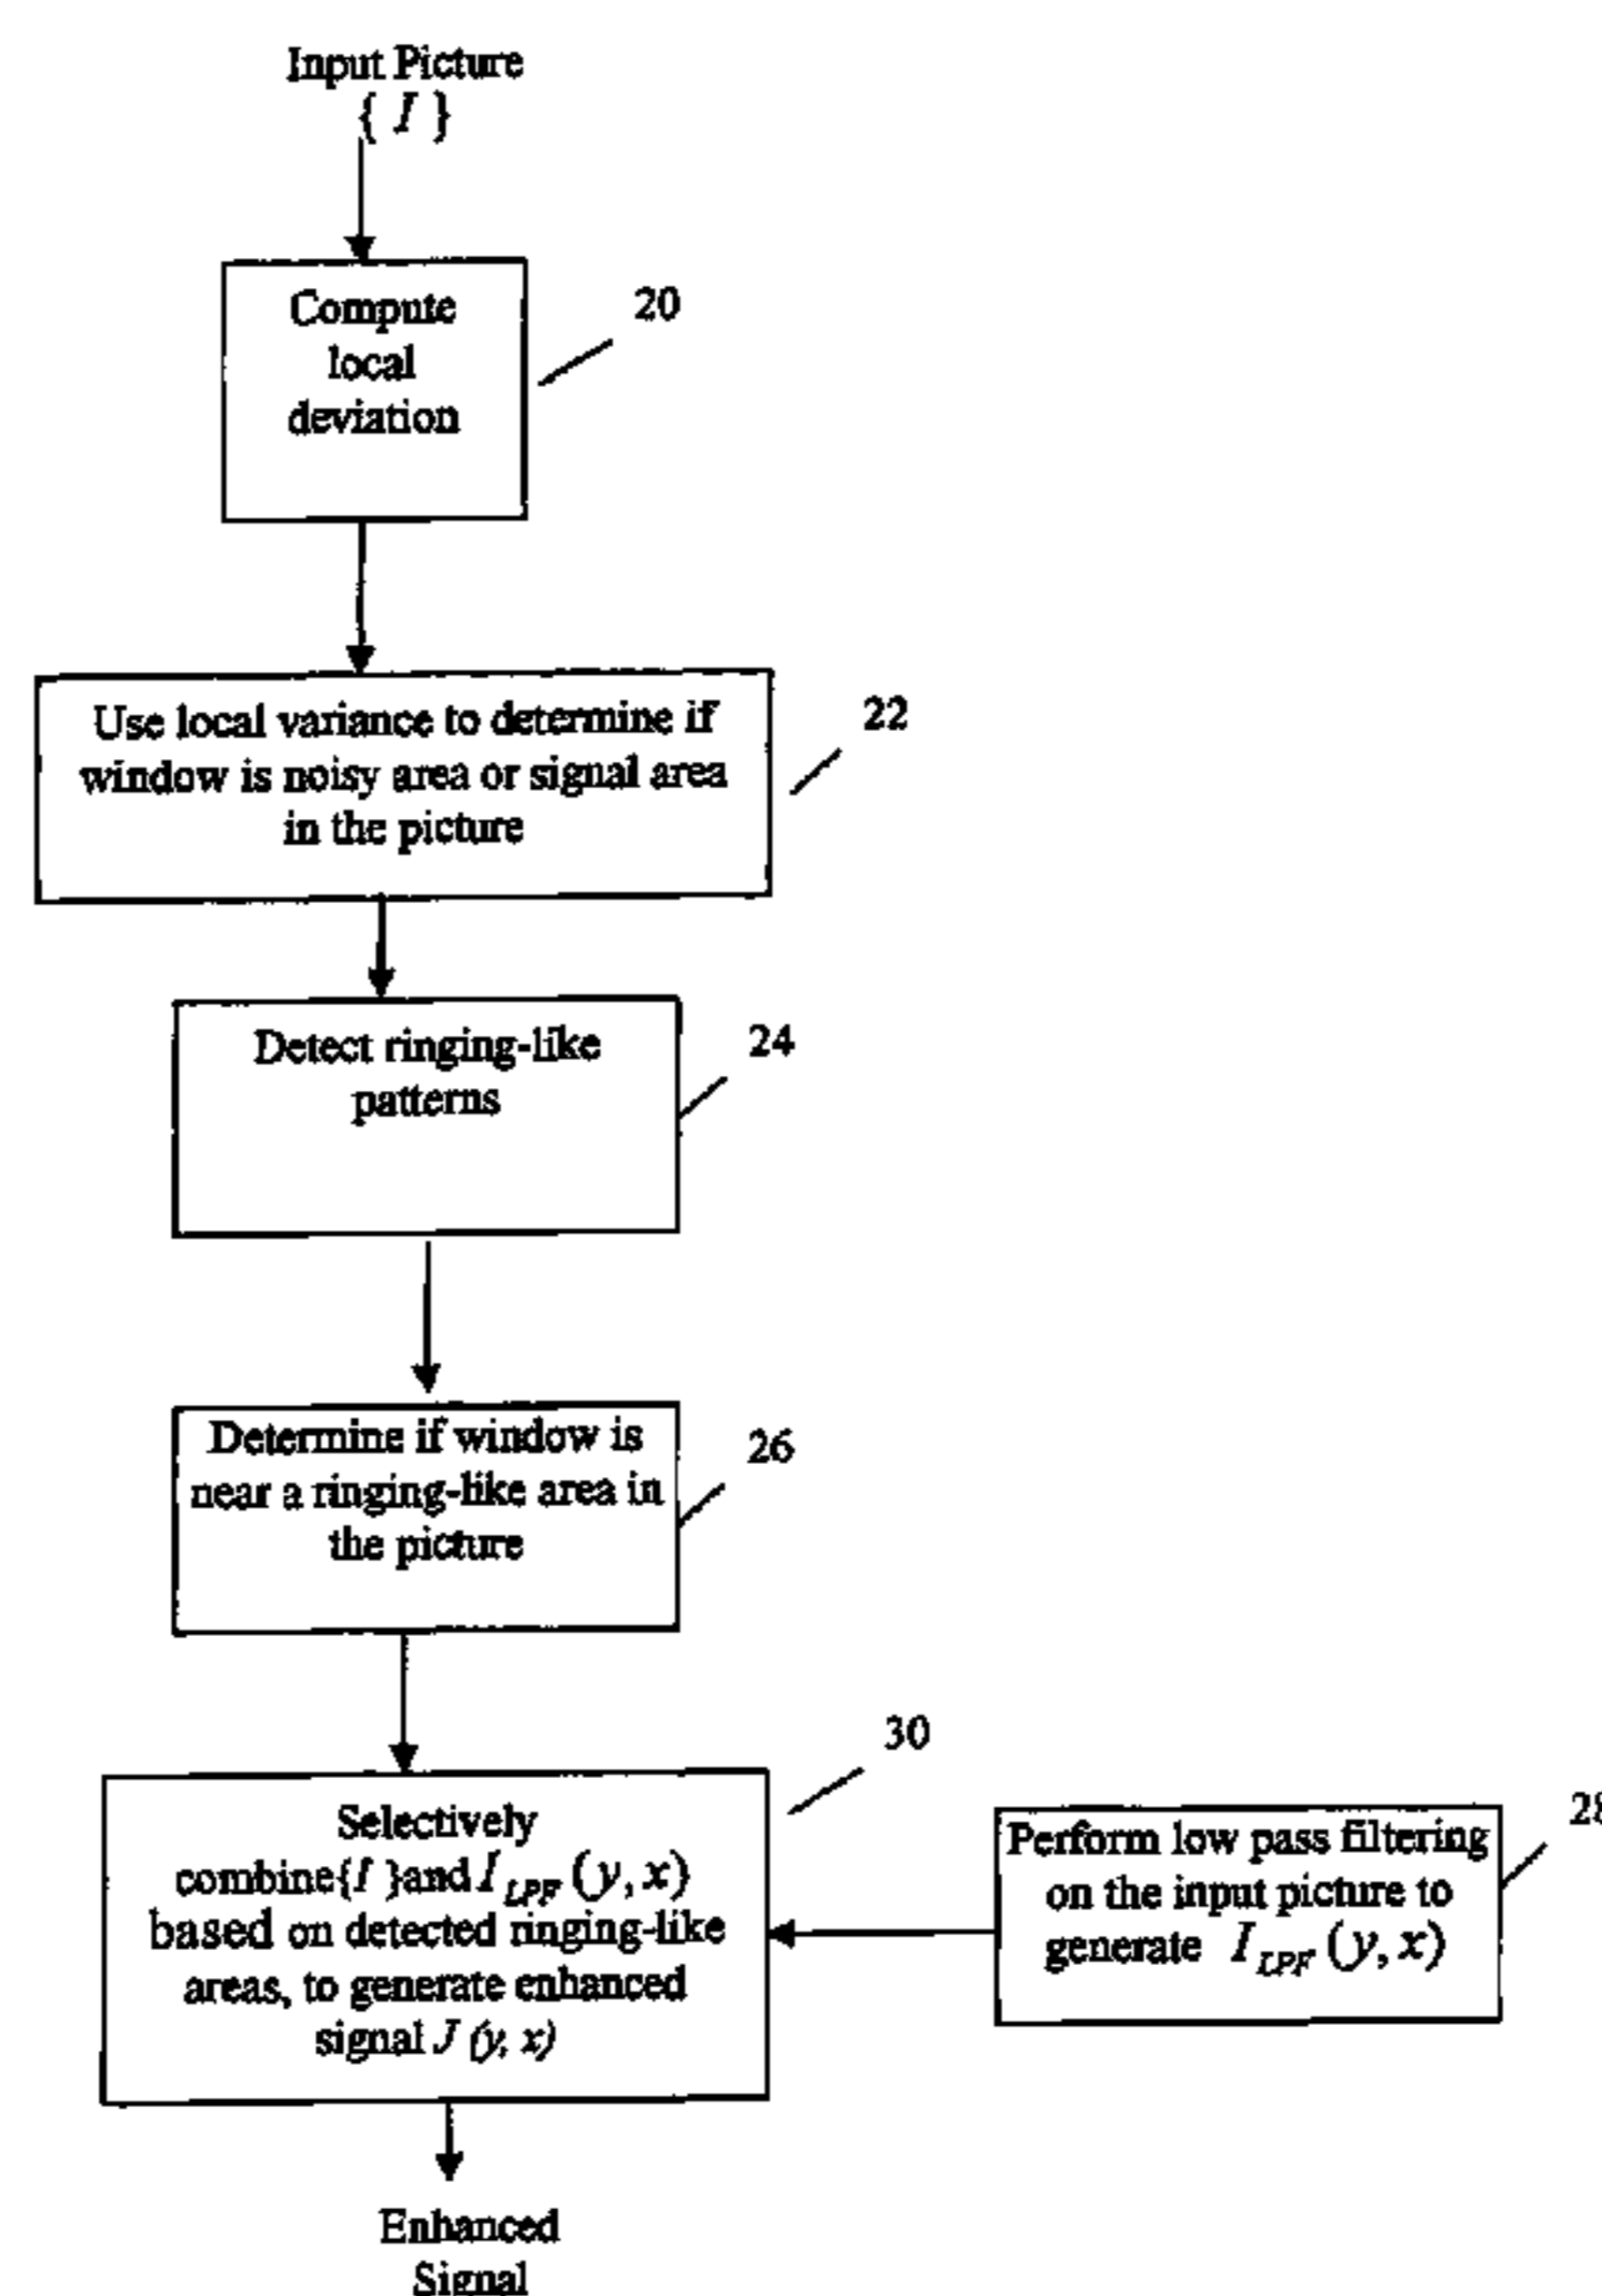 Input Picture
{ I }
Compute
local
deviation
20
Use local variance to determine if
window is noisy area or signal area
in the picture
22
Detect ringing-like
patterns
24
Determine if window is
near a ringing-like area in
the picture
26
30
Selectively
combine{I }and I LPF (y, x)
based on detected ringing-like
areas, to generate enhanced
signal J (y, x)
28
Perform low pass filtering
on the input picture to
generate I LPF (y, x)
Enhanced
Signal